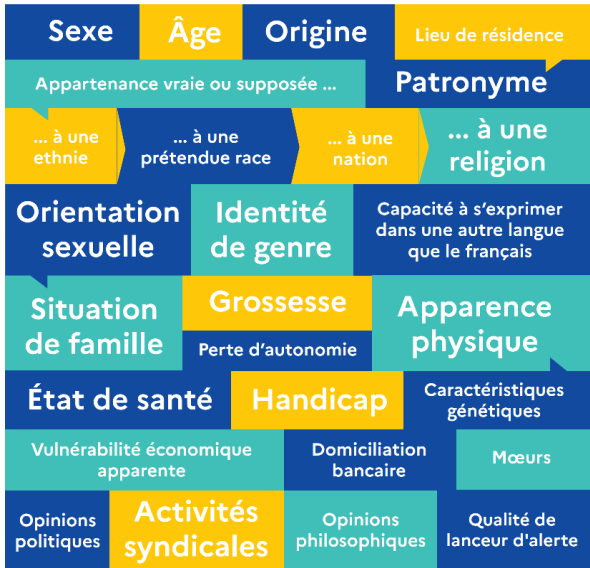 Sexe
Âge
Origine
Lieu de résidence
Appartenance vraie ou supposée ...
Patronyme
... à une
ethnie
... à une
prétendue race
... à une
nation
... à une
religion
Orientation
sexuelle
Identité
de genre
Capacité à s’exprimer
dans une autre langue
que le français
Situation
de famille
Grossesse
Perte d’autonomie
Apparence
physique
État de santé
Handicap
Caractéristiques
génétiques
Vulnérabilité économique
apparente
Domiciliation
bancaire
Mœurs
Opinions
politiques
Activités
syndicales
Opinions
philosophiques
Qualité de
lanceur d'alerte